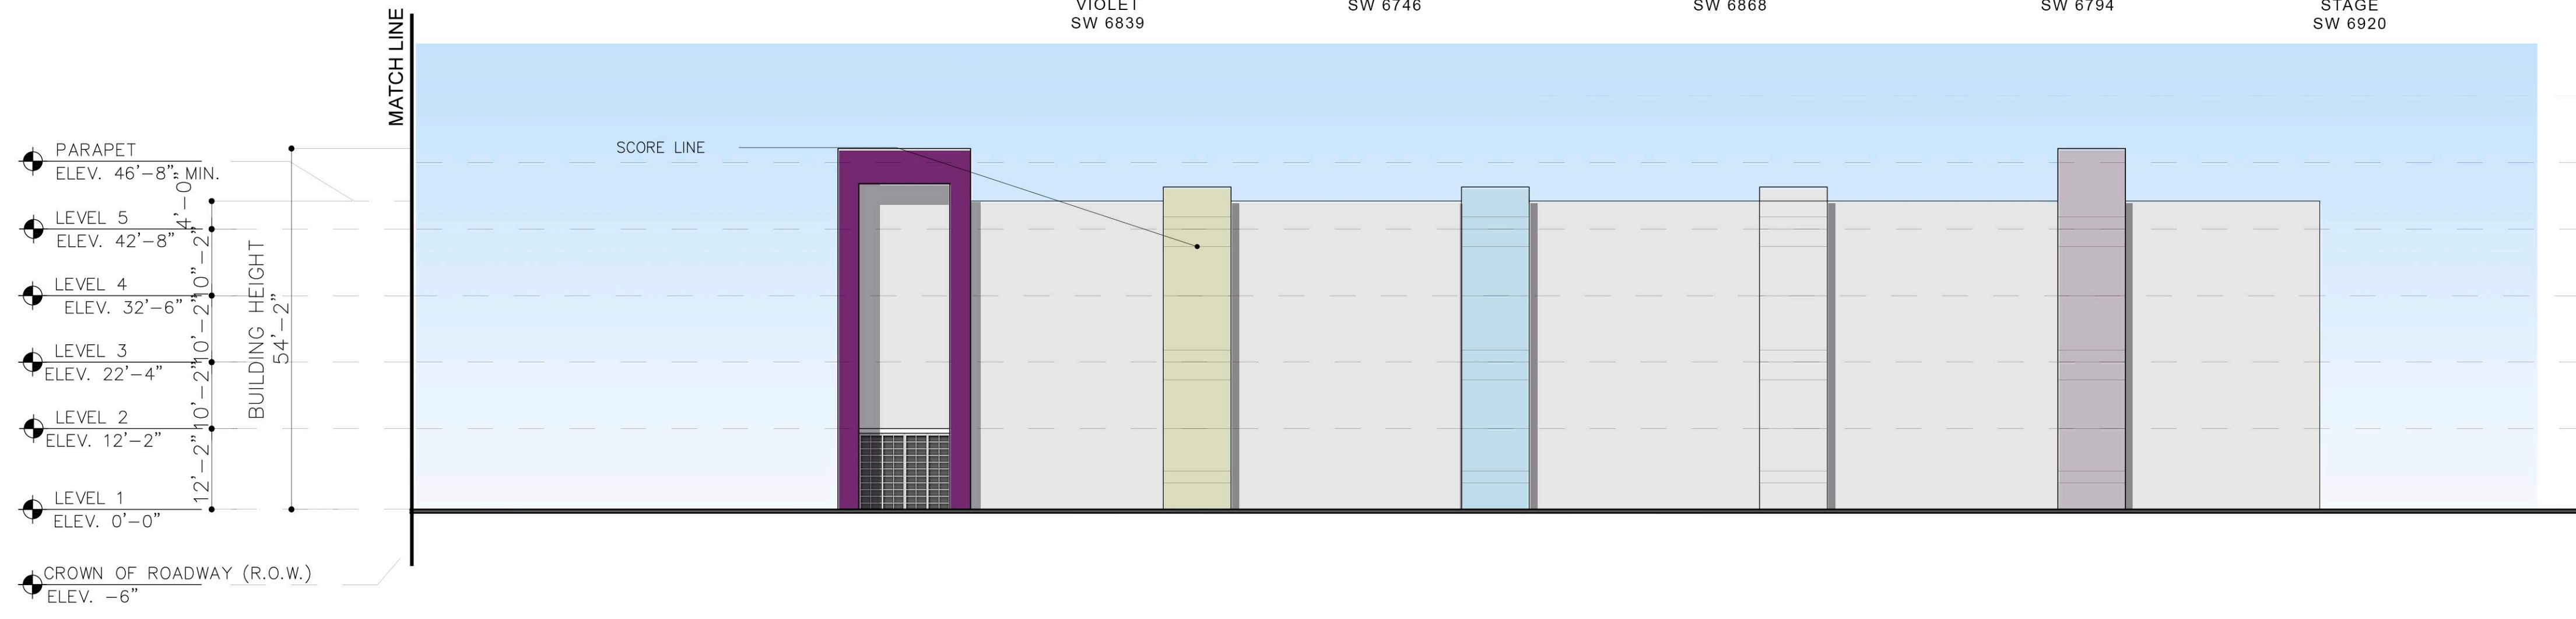 VIOLET
SW 6839
SW 6746
SW 6868
SW 6794
STAGE
SW 6920
MATCH LINE
SCORE LINE
PARAPET
ELEV. 46'-8" MIN.
LEVEL 5
ELEV. 42'-8"
LEVEL 4
ELEV. 32'-6"
LEVEL 3
ELEV. 22'-4"
LEVEL 2
ELEV. 12'-2"
LEVEL 1
ELEV. 0'-0"
CROWN OF ROADWAY (R.O.W.)
ELEV. -6"
4'-0"
10'-2"
10'-2"
10'-2"
12'-2"
BUILDING HEIGHT
54'-2"